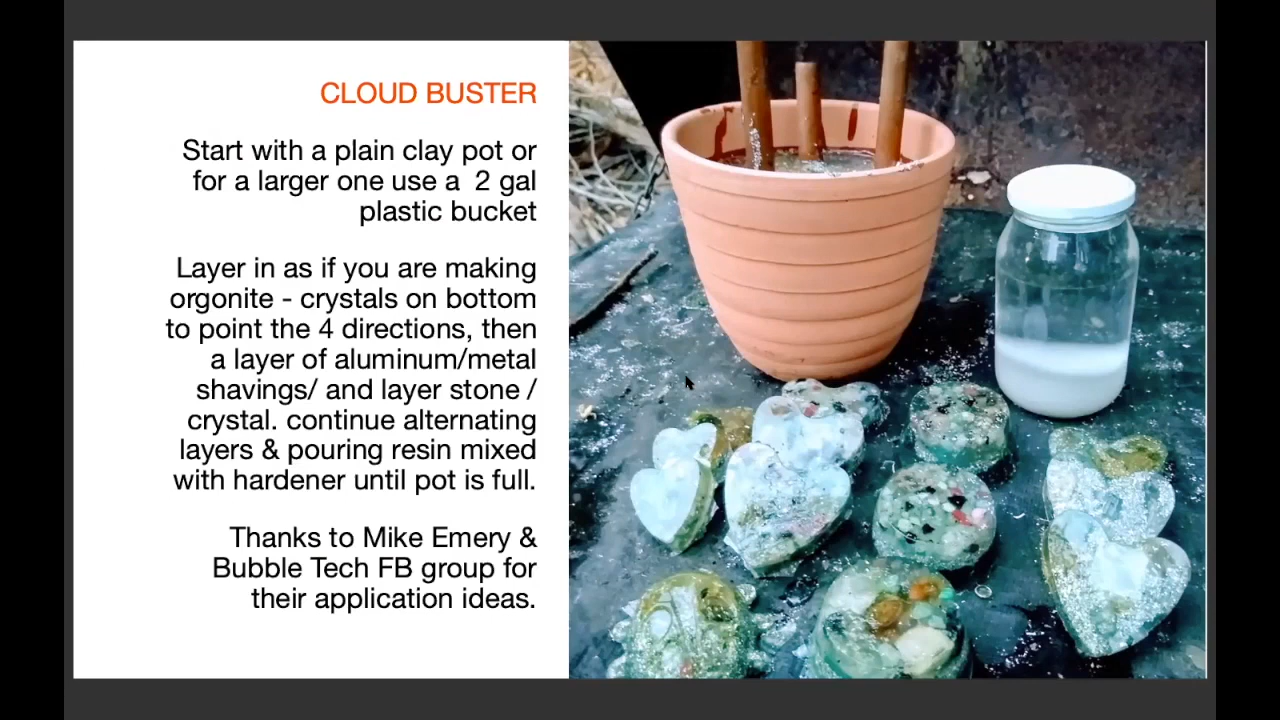 CLOUD BUSTER
Start with a plain clay pot or
for a larger one use a  2 gal
plastic bucket
Layer in as if you are making
orgonite - crystals on bottom
to point the 4 directions, then
a layer of aluminum/metal
shavings/ and layer stone /
crystal. continue alternating
layers & pouring resin mixed
with hardener until pot is full.
Thanks to Mike Emery &
Bubble Tech FB group for
their application ideas.